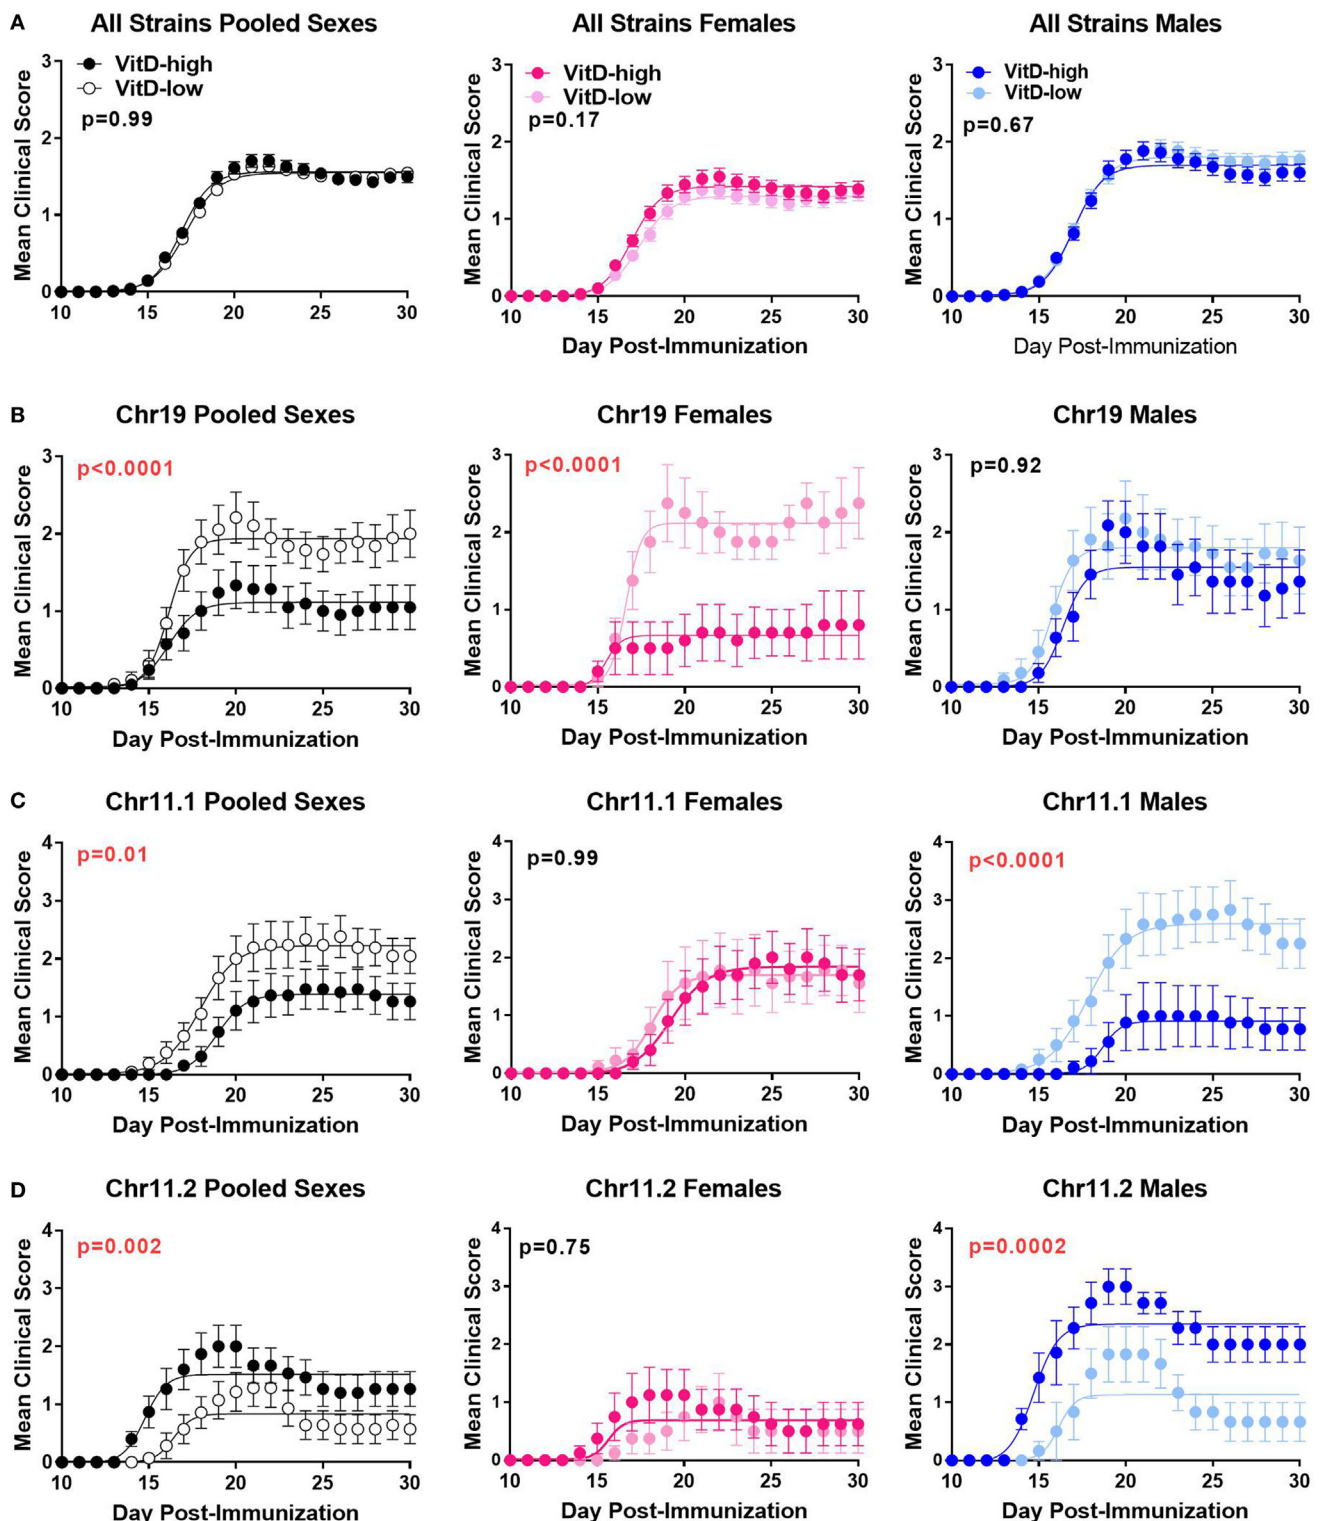 A
All Strains Pooled Sexes
All Strains Females
All Strains Males
VitD-high
VitD-low
p=0.99
Mean Clinical Score
3
2
1
0
10 15 20 25 30
VitD-high
VitD-low
p=0.17
Mean Clinical Score
3
2
1
0
10 15 20 25 30
Day Post-Immunization
VitD-high
VitD-low
p=0.67
Mean Clinical Score
3
2
1
0
10 15 20 25 30
Day Post-Immunization
B
Chr19 Pooled Sexes
Chr19 Females
Chr19 Males
p<0.0001
Mean Clinical Score
3
2
1
0
10 15 20 25 30
Day Post-Immunization
p<0.0001
Mean Clinical Score
3
2
1
0
10 15 20 25 30
Day Post-Immunization
p=0.92
Mean Clinical Score
3
2
1
0
10 15 20 25 30
Day Post-Immunization
C
Chr11.1 Pooled Sexes
Chr11.1 Females
Chr11.1 Males
p=0.01
Mean Clinical Score
4
3
2
1
0
10 15 20 25 30
Day Post-Immunization
p=0.99
Mean Clinical Score
4
3
2
1
0
10 15 20 25 30
Day Post-Immunization
p<0.0001
Mean Clinical Score
4
3
2
1
0
10 15 20 25 30
Day Post-Immunization
D
Chr11.2 Pooled Sexes
Chr11.2 Females
Chr11.2 Males
p=0.002
Mean Clinical Score
4
3
2
1
0
10 15 20 25 30
Day Post-Immunization
p=0.75
Mean Clinical Score
4
3
2
1
0
10 15 20 25 30
Day Post-Immunization
p=0.0002
Mean Clinical Score
4
3
2
1
0
10 15 20 25 30
Day Post-Immunization